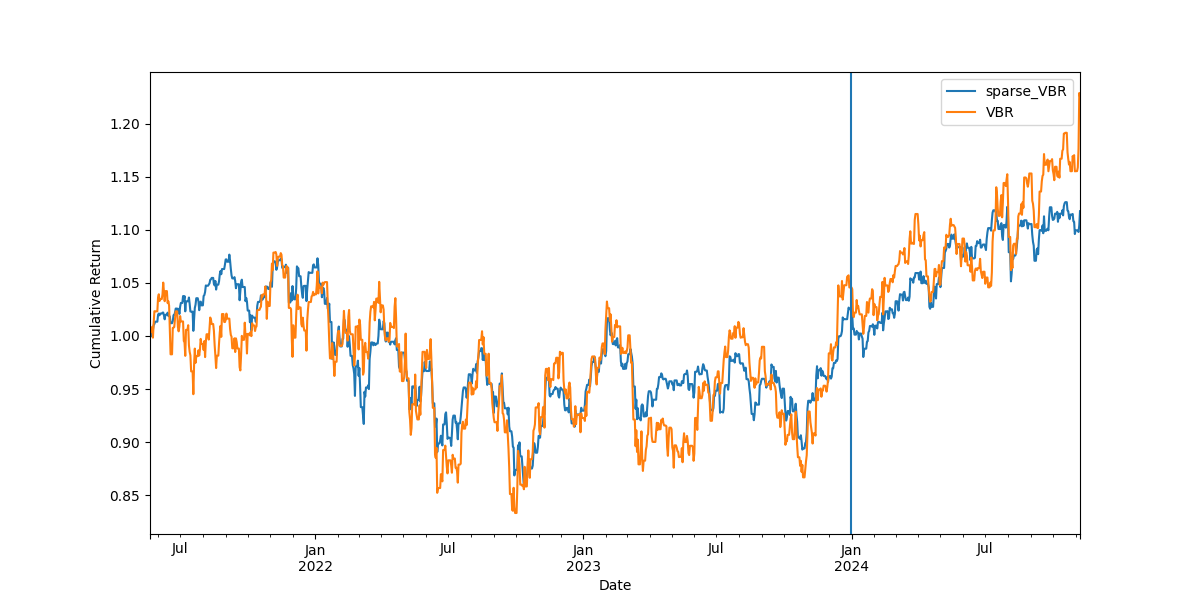 sparse_VBR
VBR
1.20
1.15
1.10
1.05
1.00
0.95
0.90
0.85
Cumulative Return
Jul
Jan
2022
Jul
Jan
2023
Jul
Jan
2024
Jul
Date